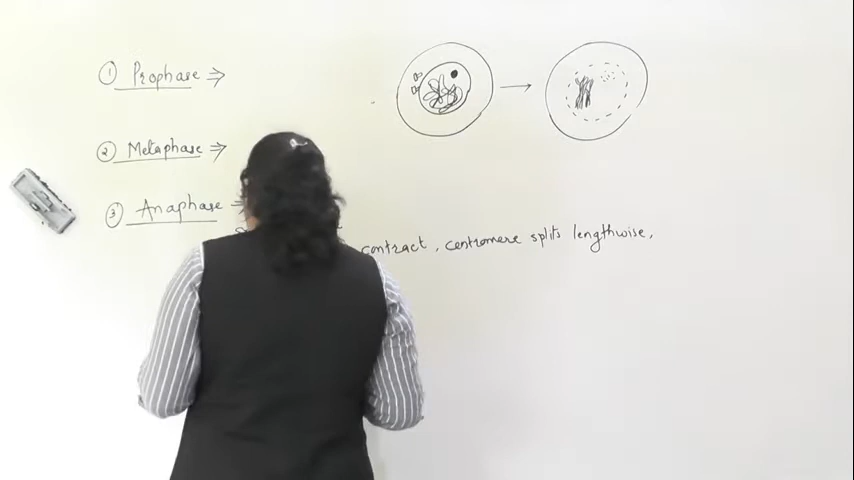 ① Prophase ⇒
② Metaphase ⇒
③ Anaphase
contract, centromere splits lengthwise,